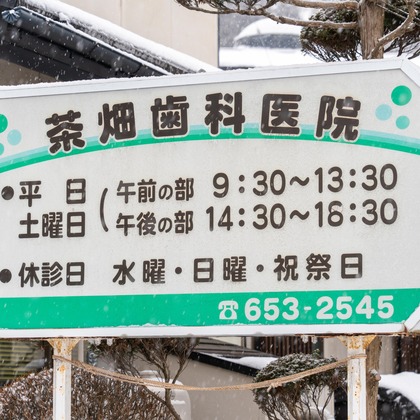 茶畑歯科医院
●平　日 ( 午前の部 9:30～13:30
土曜日 午後の部 14:30～18:30
●休診日 水曜・日曜・祝祭日
☎653-2545